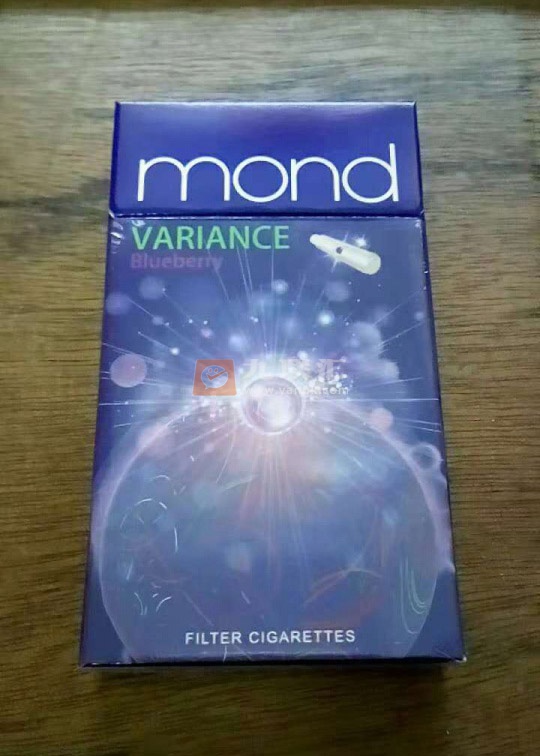 mond
VARIANCE
Blueberry
FILTER CIGARETTES